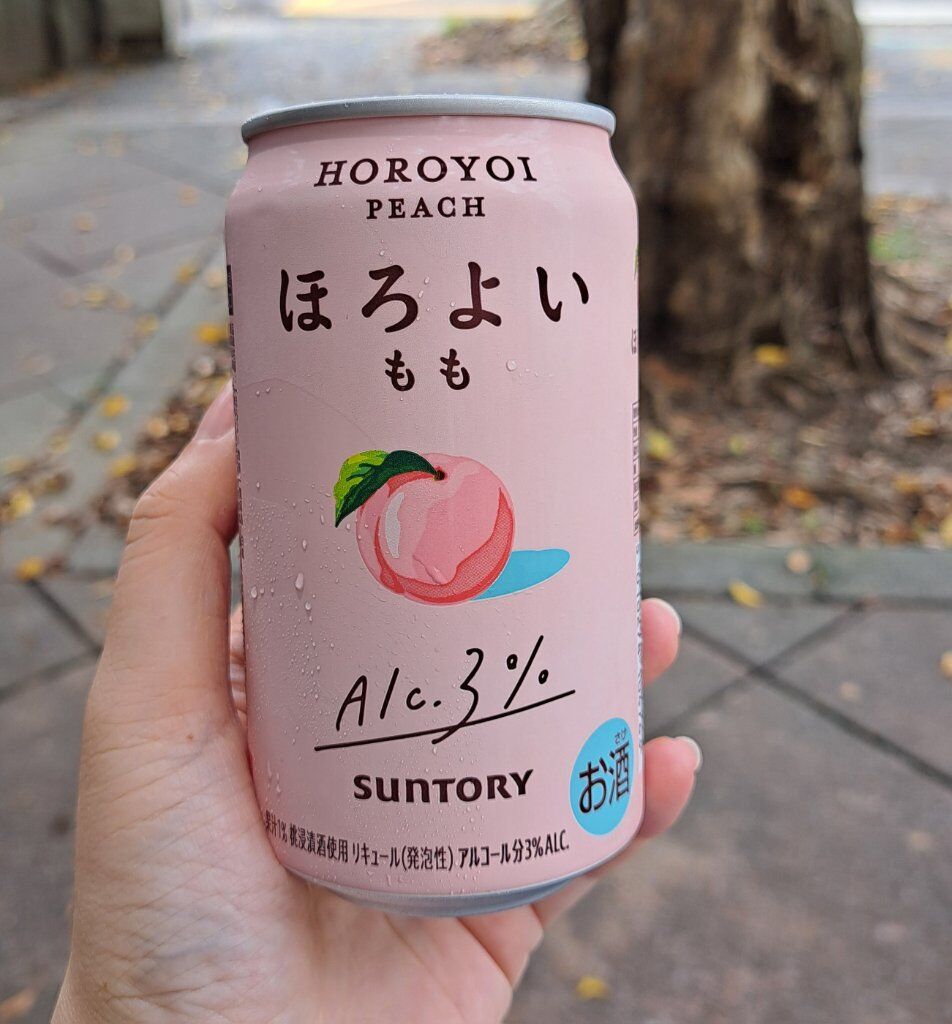 HOROYOI
PEACH
ほろよい
もも
Alc.3%
SUNTORY
さけ
お酒
果汁1% 桃浸漬酒使用 リキュール(発泡性) アルコール分3%ALC.